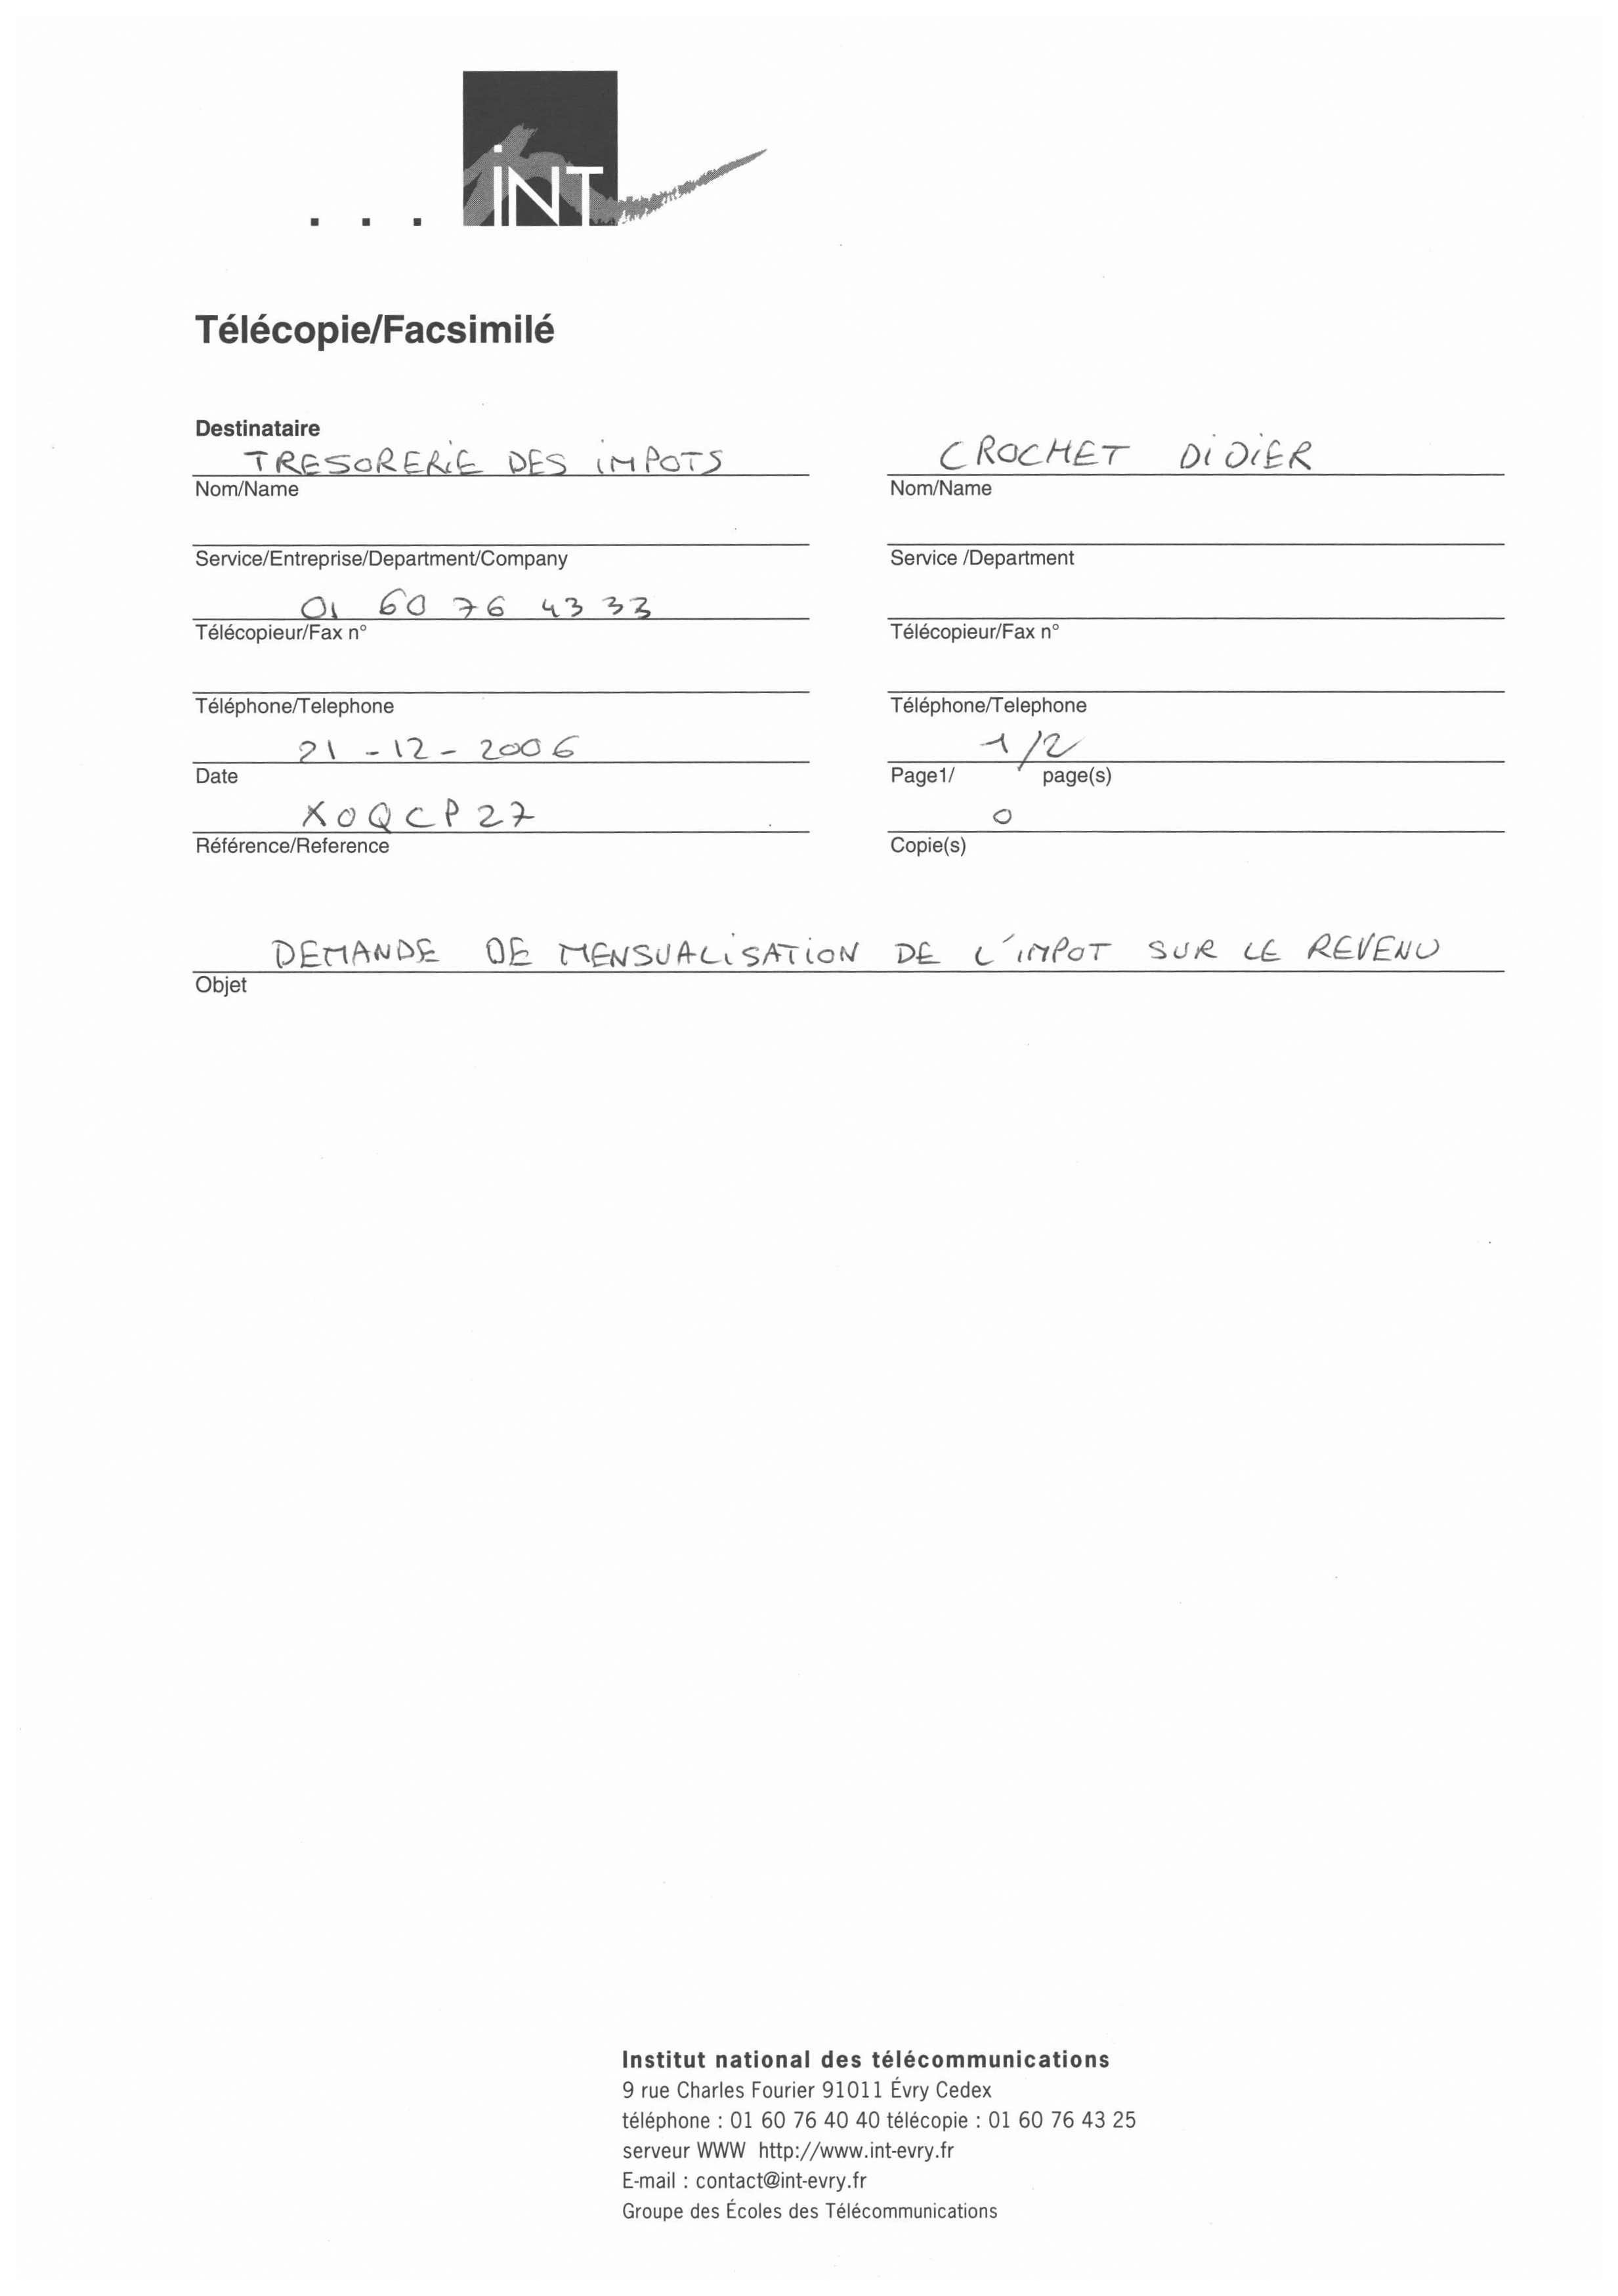 iNT
Télécopie/Facsimilé
Destinataire
TRESORERIE DES IMPOTS
Nom/Name
CROCHET DIDIER
Nom/Name
Service/Entreprise/Department/Company
Service /Department
01 60 76 43 33
Télécopieur/Fax n°
Télécopieur/Fax n°
Téléphone/Telephone
Téléphone/Telephone
21 - 12 - 2006
Date
1/2
Page1/ page(s)
XOQCP27
Référence/Reference
0
Copie(s)
DEMANDE DE MENSUALISATION DE L'IMPOT SUR LE REVENU
Objet
Institut national des télécommunications
9 rue Charles Fourier 91011 Évry Cedex
téléphone : 01 60 76 40 40 télécopie : 01 60 76 43 25
serveur WWW http://www.int-evry.fr
E-mail : contact@int-evry.fr
Groupe des Écoles des Télécommunications